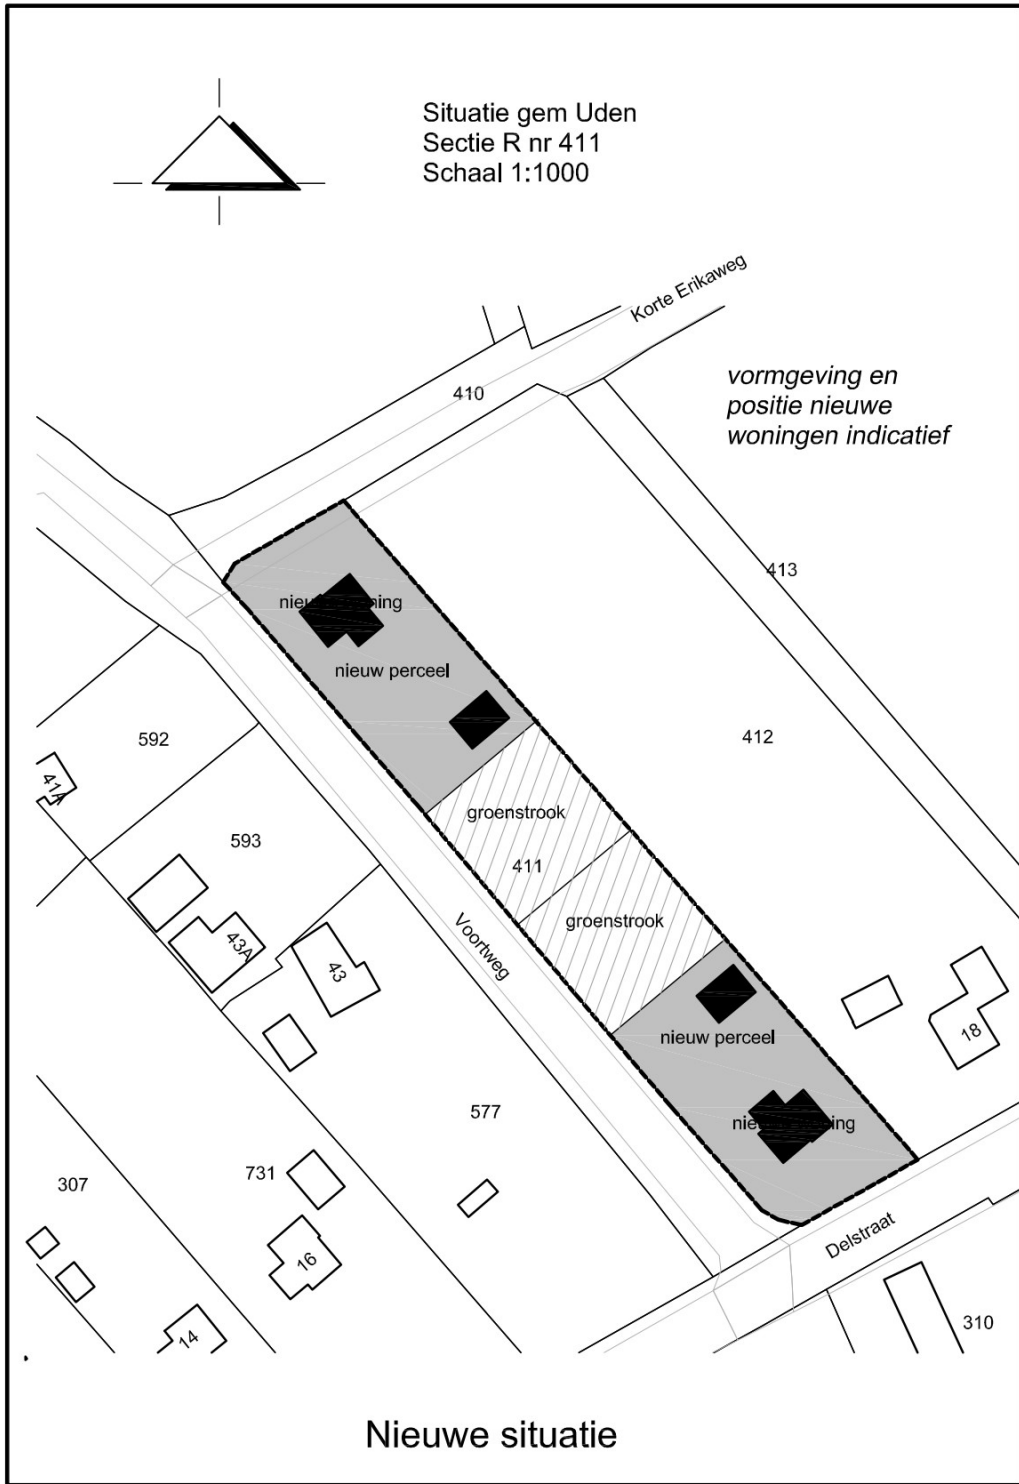 Situatie gem Uden
Sectie R nr 411
Schaal 1:1000
Korte Erikaweg
vormgeving en
positie nieuwe
woningen indicatief
410
413
nieuw perceel
592
412
41A
groenstrook
593
411
groenstrook
Voortweg
43A
43
18
nieuw perceel
577
731
307
Delstraat
16
310
14
Nieuwe situatie